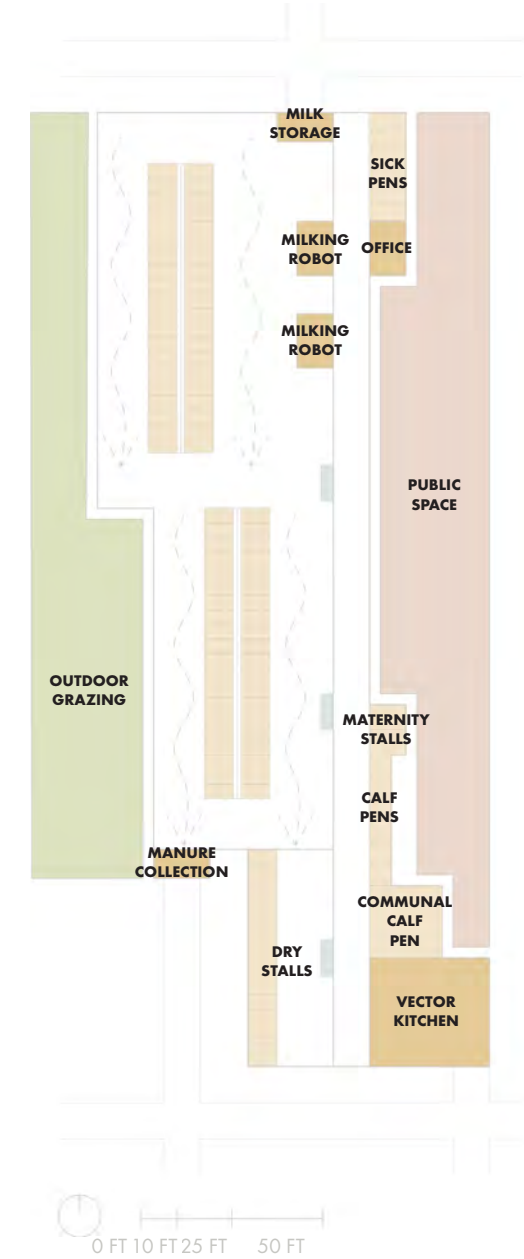 MILK
STORAGE
SICK
PENS
MILKING
ROBOT
OFFICE
MILKING
ROBOT
PUBLIC
SPACE
OUTDOOR
GRAZING
MATERNITY
STALLS
CALF
PENS
MANURE
COLLECTION
COMMUNAL
CALF
PEN
DRY
STALLS
VECTOR
KITCHEN
0 FT 10 FT 25 FT 50 FT